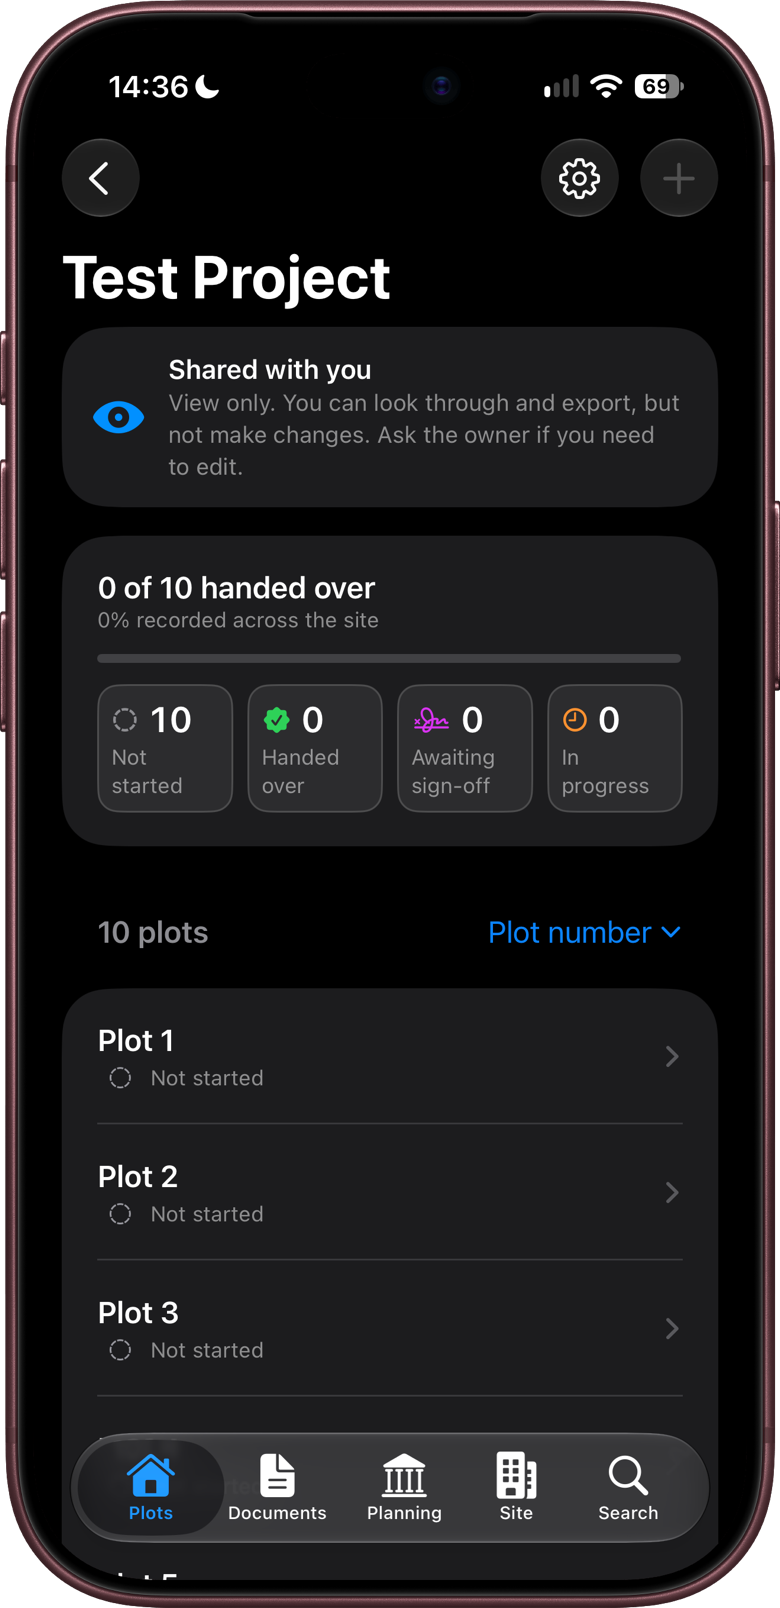 14:36
69
Test Project
Shared with you
View only. You can look through and export, but
not make changes. Ask the owner if you need
to edit.
0 of 10 handed over
0% recorded across the site
10
Not
started
0
Handed
over
0
Awaiting
sign-off
0
In
progress
10 plots
Plot number
Plot 1
Not started
Plot 2
Not started
Plot 3
Not started
Plots
Documents
Planning
Site
Search